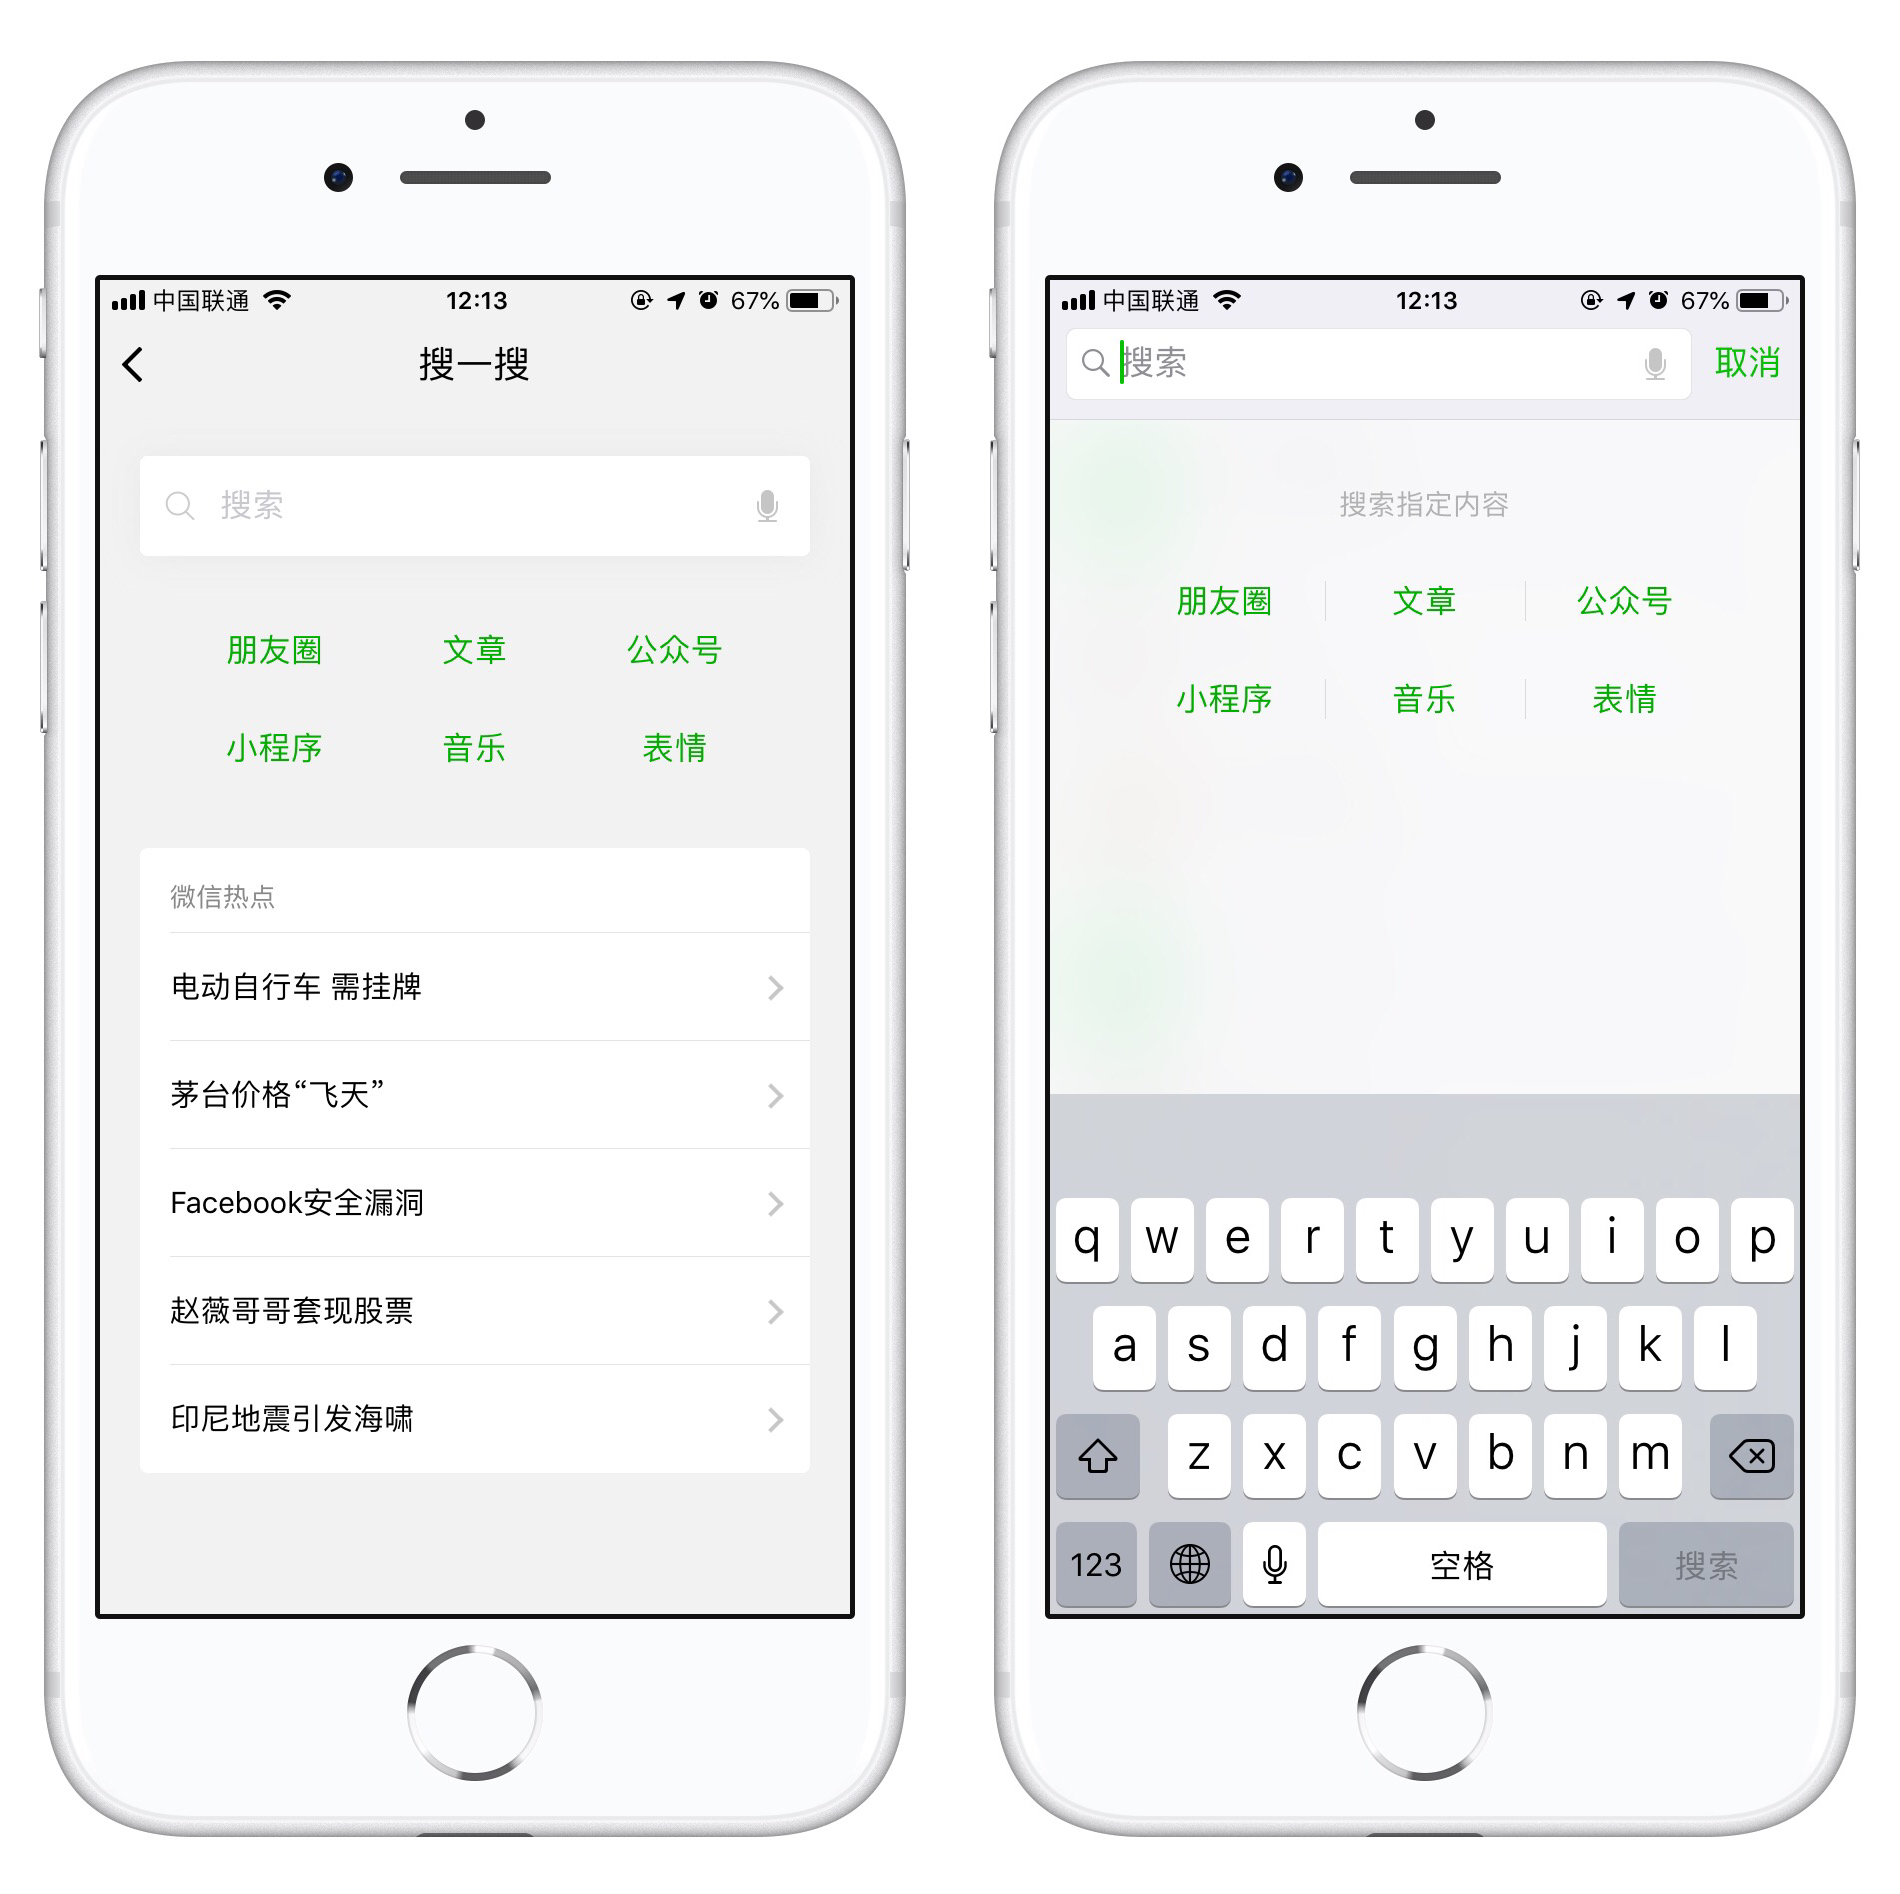 中国联通 12:13 67%
搜一搜
搜索
朋友圈 文章 公众号
小程序 音乐 表情
微信热点
电动自行车 需挂牌
茅台价格“飞天”
Facebook安全漏洞
赵薇哥哥套现股票
印尼地震引发海啸
中国联通 12:13 67%
搜索 取消
搜索指定内容
朋友圈 文章 公众号
小程序 音乐 表情
q w e r t y u i o p
a s d f g h j k l
z x c v b n m
123 空格 搜索